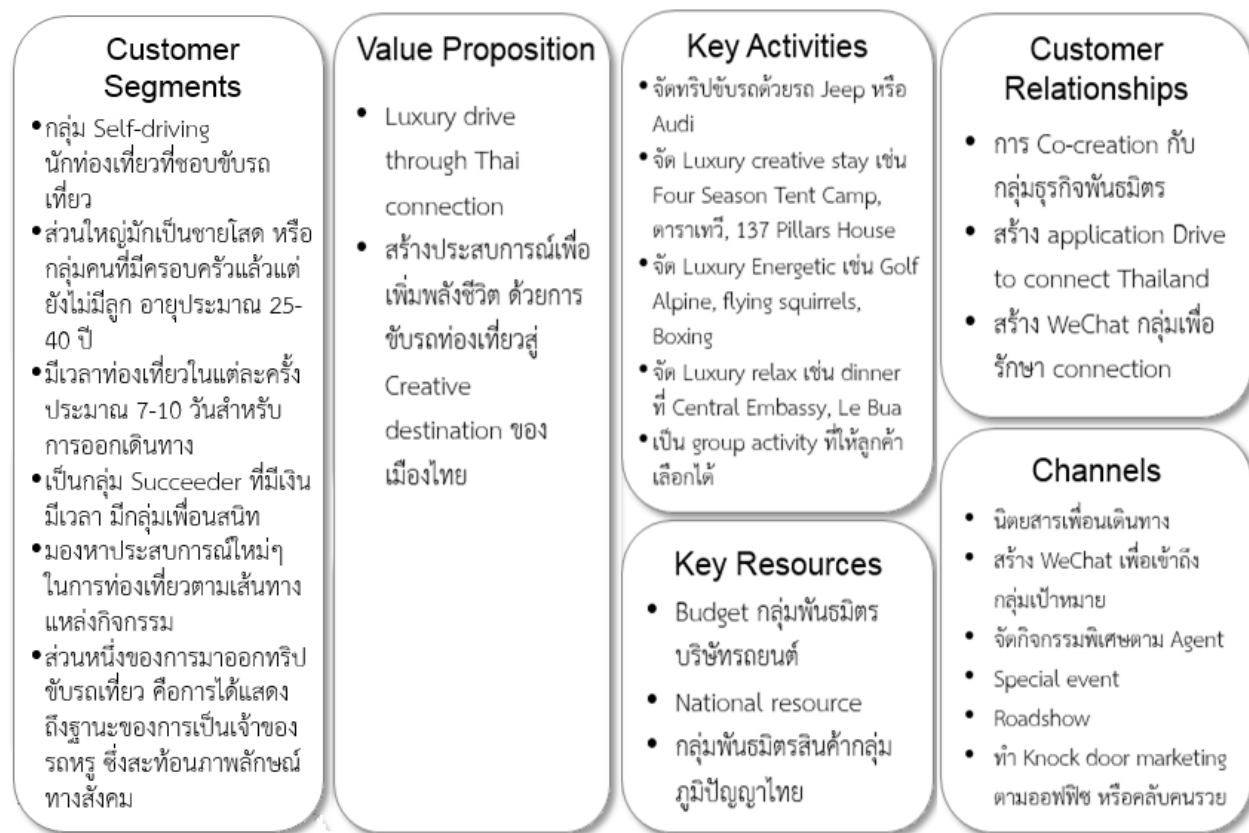 Customer
Segments
•กลุ่ม Self-driving
นักท่องเที่ยวที่ชอบขับรถ
เที่ยว
•ส่วนใหญ่มักเป็นชายโสด หรือ
กลุ่มคนที่มีครอบครัวแล้วแต่
ยังไม่มีลูก อายุประมาณ 25-
40 ปี
•มีเวลาท่องเที่ยวในแต่ละครั้ง
ประมาณ 7-10 วันสำหรับ
การออกเดินทาง
•เป็นกลุ่ม Succeeder ที่มีเงิน
มีเวลา มีกลุ่มเพื่อนสนิท
•มองหาประสบการณ์ใหม่ๆ
ในการท่องเที่ยวตามเส้นทาง
แหล่งกิจกรรม
•ส่วนหนึ่งของการมาออกทริป
ขับรถเที่ยว คือการได้แสดง
ถึงฐานะของการเป็นเจ้าของ
รถหรู ซึ่งสะท้อนภาพลักษณ์
ทางสังคม
Value Proposition
• Luxury drive
through Thai
connection
• สร้างประสบการณ์เพื่อ
เพิ่มพลังชีวิต ด้วยการ
ขับรถท่องเที่ยวสู่
Creative
destination ของ
เมืองไทย
Key Activities
•จัดทริปขับรถด้วยรถ Jeep หรือ
Audi
•จัด Luxury creative stay เช่น
Four Season Tent Camp,
ดาราเทวี, 137 Pillars House
•จัด Luxury Energetic เช่น Golf
Alpine, flying squirrels,
Boxing
•จัด Luxury relax เช่น dinner
ที่ Central Embassy, Le Bua
•เป็น group activity ที่ให้ลูกค้า
เลือกได้
Key Resources
• Budget กลุ่มพันธมิตร
บริษัทรถยนต์
• National resource
• กลุ่มพันธมิตรสินค้ากลุ่ม
ภูมิปัญญาไทย
Customer
Relationships
• การ Co-creation กับ
กลุ่มธุรกิจพันธมิตร
• สร้าง application Drive
to connect Thailand
• สร้าง WeChat กลุ่มเพื่อ
รักษา connection
Channels
• นิตยสารเพื่อนเดินทาง
• สร้าง WeChat เพื่อเข้าถึง
กลุ่มเป้าหมาย
• จัดกิจกรรมพิเศษตาม Agent
• Special event
• Roadshow
• ทำ Knock door marketing
ตามออฟฟิซ หรือคลับคนรวย